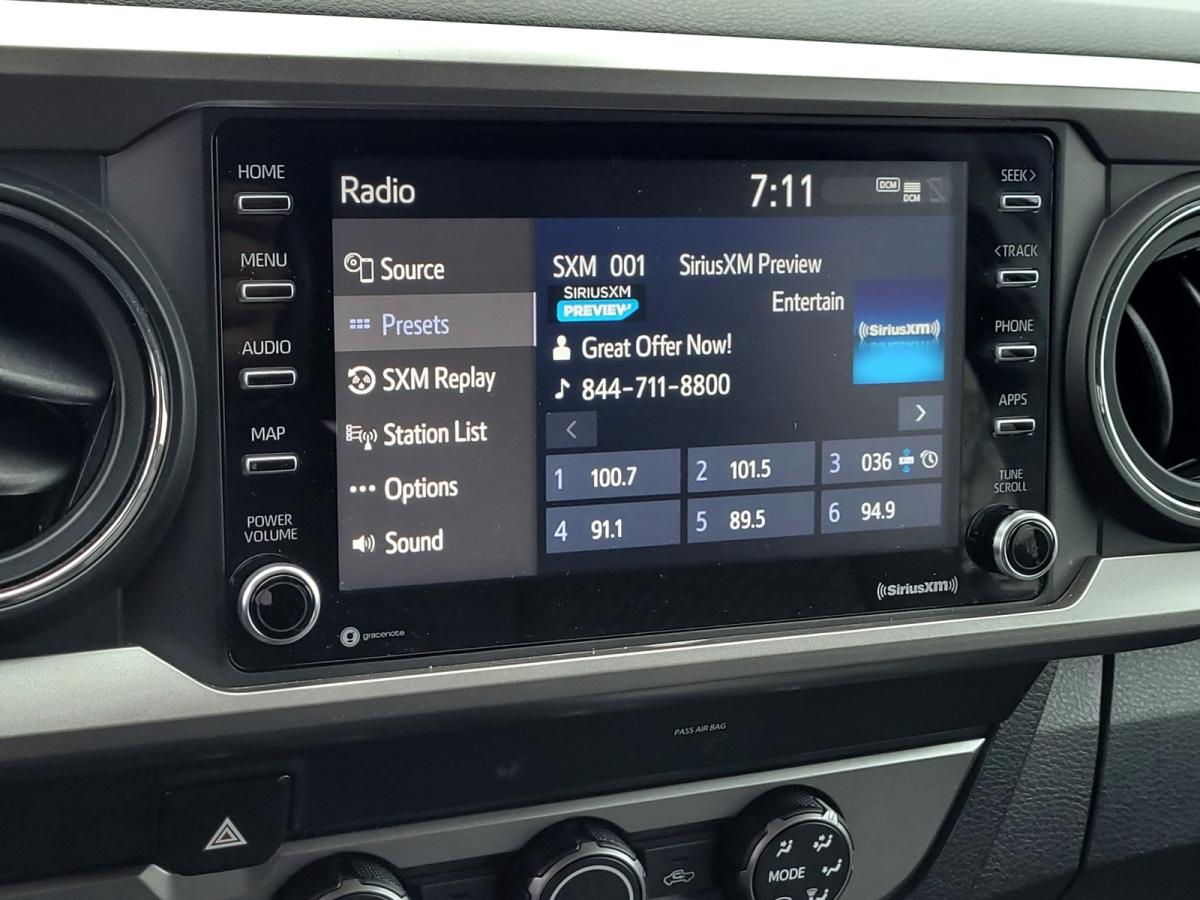 HOME
MENU
AUDIO
MAP
POWER
VOLUME
Radio
7:11
DCM
DCM
Source
Presets
SXM Replay
Station List
Options
Sound
SXM 001 SiriusXM Preview
SIRIUSXM
PREVIEW
Entertain
((SiriusXM))
Great Offer Now!
844-711-8800
<
>
1 100.7
2 101.5
3 036 sxm
4 91.1
5 89.5
6 94.9
SEEK>
<TRACK
PHONE
APPS
TUNE
SCROLL
gracenote
((SiriusXM))
PASS AIR BAG
MODE